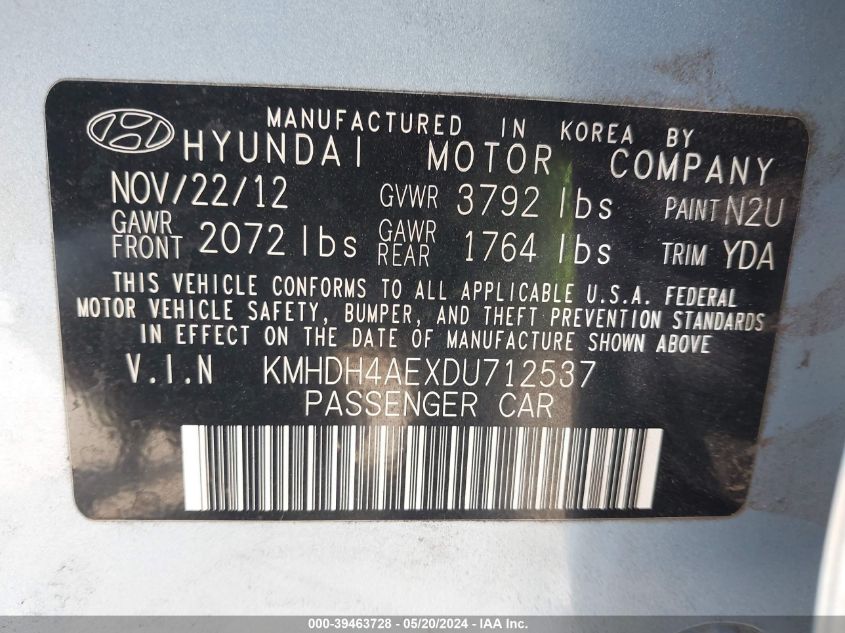 MANUFACTURED IN KOREA BY
HYUNDAI MOTOR COMPANY
NOV/22/12 GVWR 3792 lbs PAINT N2U
GAWR FRONT 2072 lbs GAWR REAR 1764 lbs TRIM YDA
THIS VEHICLE CONFORMS TO ALL APPLICABLE U.S.A. FEDERAL
MOTOR VEHICLE SAFETY, BUMPER, AND THEFT PREVENTION STANDARDS
IN EFFECT ON THE DATE OF MANUFACTURE SHOWN ABOVE
V.I.N KMHDH4AEXDU712537
PASSENGER CAR
000-39463728 - 05/20/2024 - IAA, Inc.